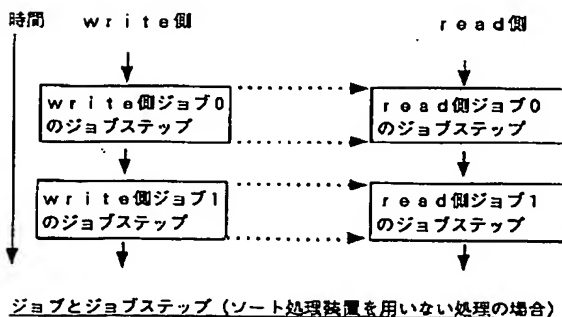 時間 write側 read側
write側ジョブ0 read側ジョブ0
のジョブステップ のジョブステップ
write側ジョブ1 read側ジョブ1
のジョブステップ のジョブステップ
ジョブとジョブステップ(ソート処理装置を用いない処理の場合)